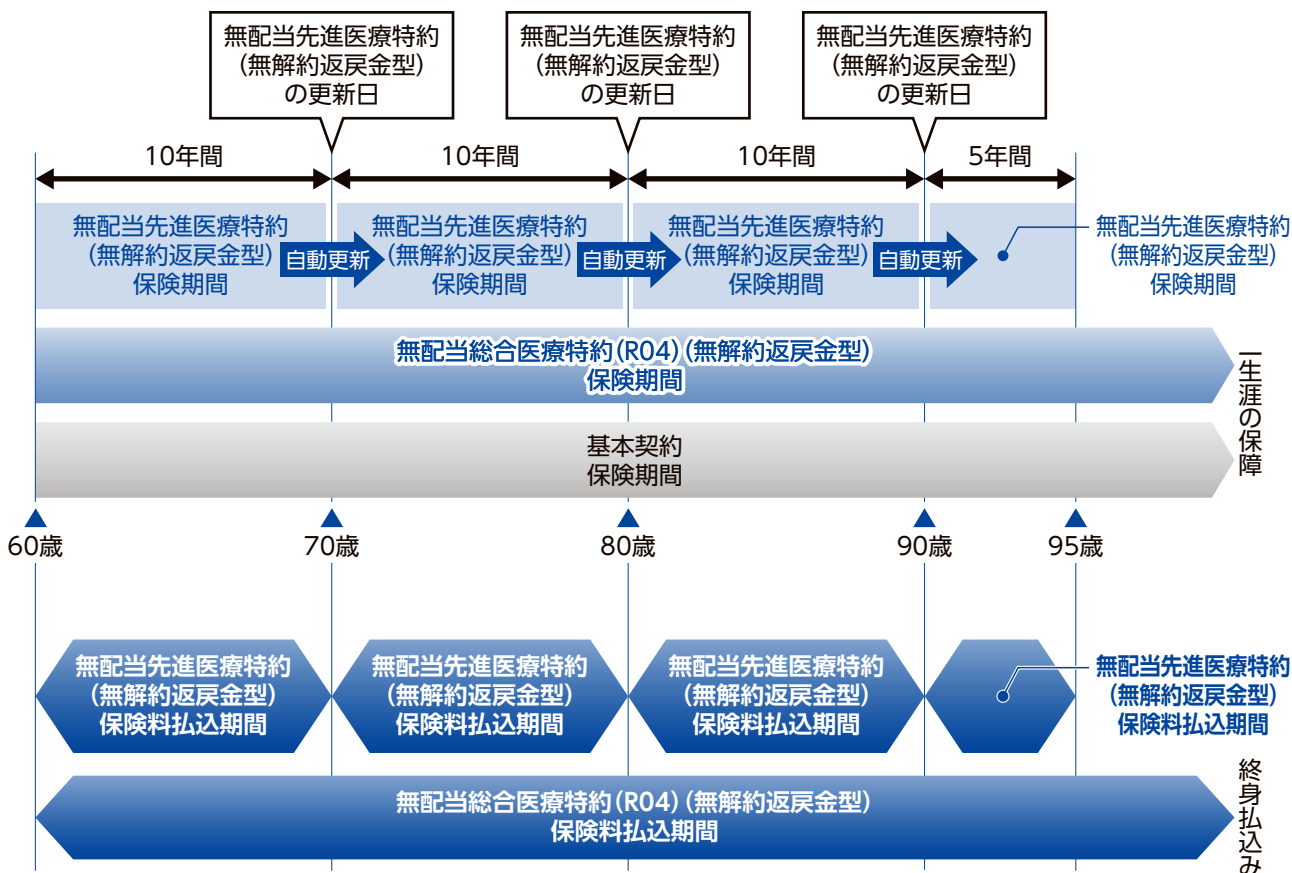 無配当先進医療特約
(無解約返戻金型)
の更新日
無配当先進医療特約
(無解約返戻金型)
の更新日
無配当先進医療特約
(無解約返戻金型)
の更新日
10年間
10年間
10年間
5年間
無配当先進医療特約
(無解約返戻金型)
保険期間
自動更新
無配当先進医療特約
(無解約返戻金型)
保険期間
自動更新
無配当先進医療特約
(無解約返戻金型)
保険期間
自動更新
無配当先進医療特約
(無解約返戻金型)
保険期間
無配当総合医療特約(R04)(無解約返戻金型)
保険期間
基本契約
保険期間
一生涯の保障
60歳
70歳
80歳
90歳
95歳
無配当先進医療特約
(無解約返戻金型)
保険料払込期間
無配当先進医療特約
(無解約返戻金型)
保険料払込期間
無配当先進医療特約
(無解約返戻金型)
保険料払込期間
無配当先進医療特約
(無解約返戻金型)
保険料払込期間
無配当総合医療特約(R04)(無解約返戻金型)
保険料払込期間
終身払込み